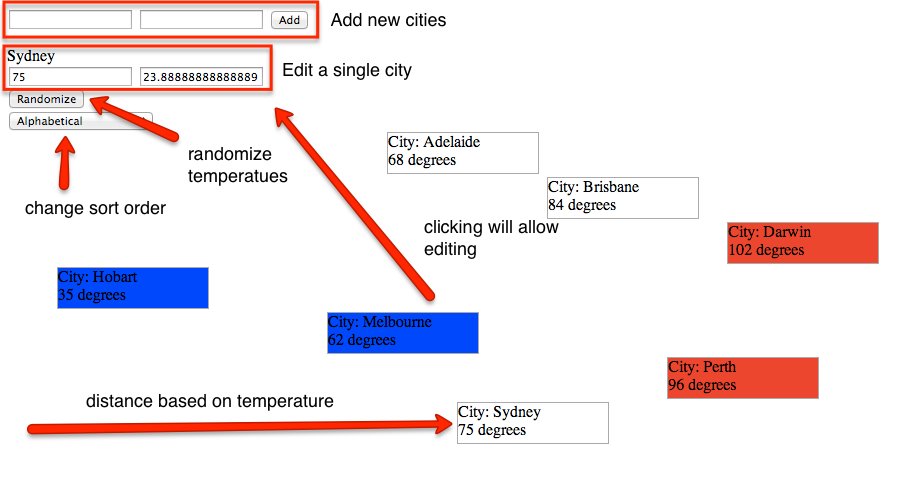 Add
Add new cities
Sydney
75
23.88888888888889
Edit a single city
Randomize
Alphabetical
randomize
temperatues
change sort order
City: Adelaide
68 degrees
City: Brisbane
84 degrees
clicking will allow
editing
City: Darwin
102 degrees
City: Hobart
35 degrees
City: Melbourne
62 degrees
City: Perth
96 degrees
distance based on temperature
City: Sydney
75 degrees